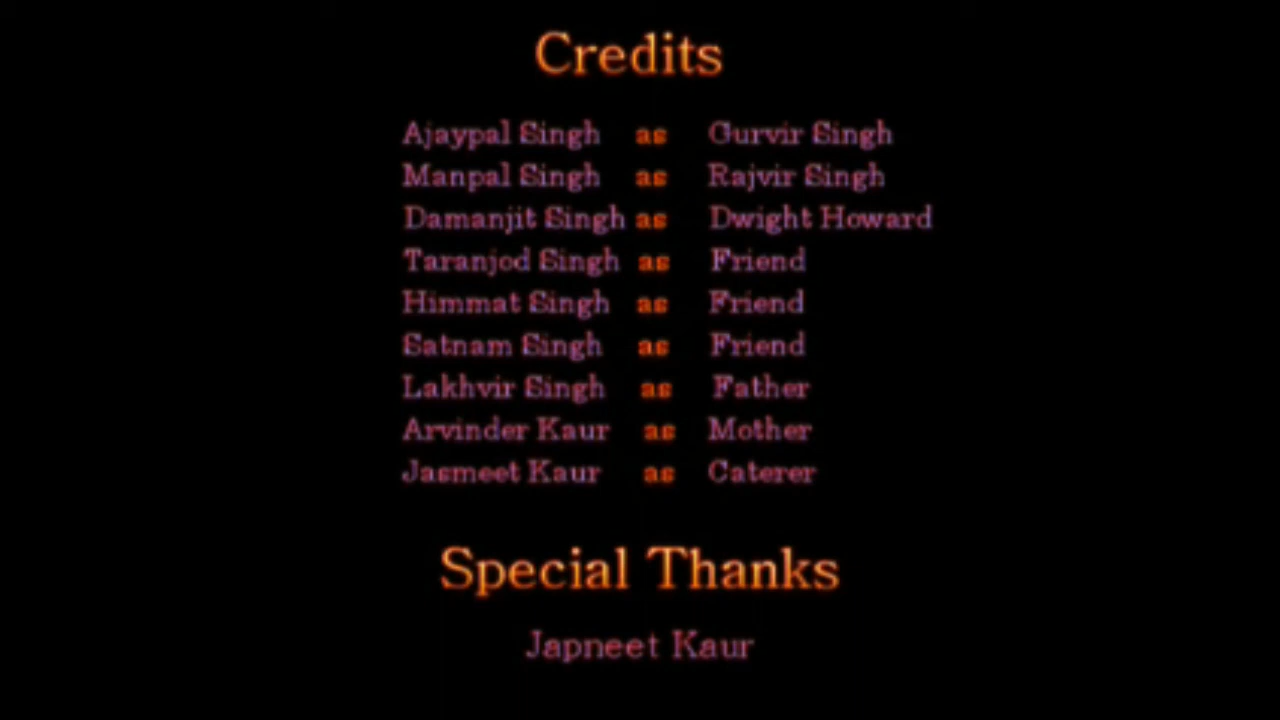 Credits
Ajaypal Singh as Gurvir Singh
Manpal Singh as Rajvir Singh
Damanjit Singh as Dwight Howard
Taranjod Singh as Friend
Himmat Singh as Friend
Satnam Singh as Friend
Lakhvir Singh as Father
Arvinder Kaur as Mother
Jasmeet Kaur as Caterer
Special Thanks
Japneet Kaur